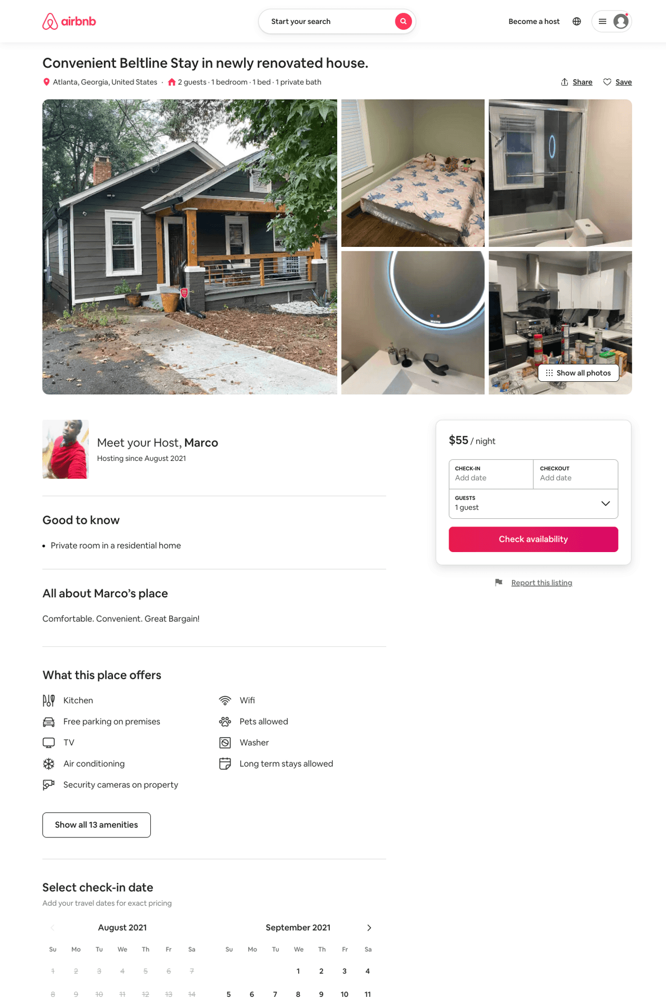 airbnb
Start your search
Become a host
Convenient Beltline Stay in newly renovated house.
Atlanta, Georgia, United States · 2 guests · 1 bedroom · 1 bed · 1 private bath
Share
Save
Show all photos
Meet your Host, Marco
Hosting since August 2021
$55 / night
CHECK-IN
Add date
CHECKOUT
Add date
GUESTS
1 guest
Check availability
Report this listing
Good to know
• Private room in a residential home
All about Marco’s place
Comfortable. Convenient. Great Bargain!
What this place offers
Kitchen
Wifi
Free parking on premises
Pets allowed
TV
Washer
Air conditioning
Long term stays allowed
Security cameras on property
Show all 13 amenities
Select check-in date
Add your travel dates for exact pricing
August 2021
September 2021
Su Mo Tu We Th Fr Sa
Su Mo Tu We Th Fr Sa
1 2 3 4 5 6 7
1 2 3 4
8 9 10 11 12 13 14
5 6 7 8 9 10 11